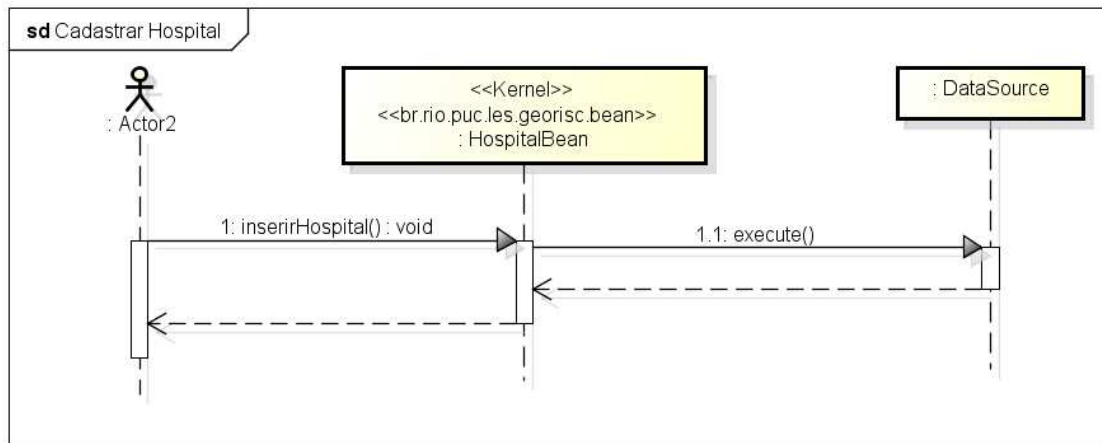 sd Cadastrar Hospital
: Actor2
<<Kernel>>
<<br.rio.puc.les.georisc.bean>>
: HospitalBean
: DataSource
1: inserirHospital() : void
1.1: execute()